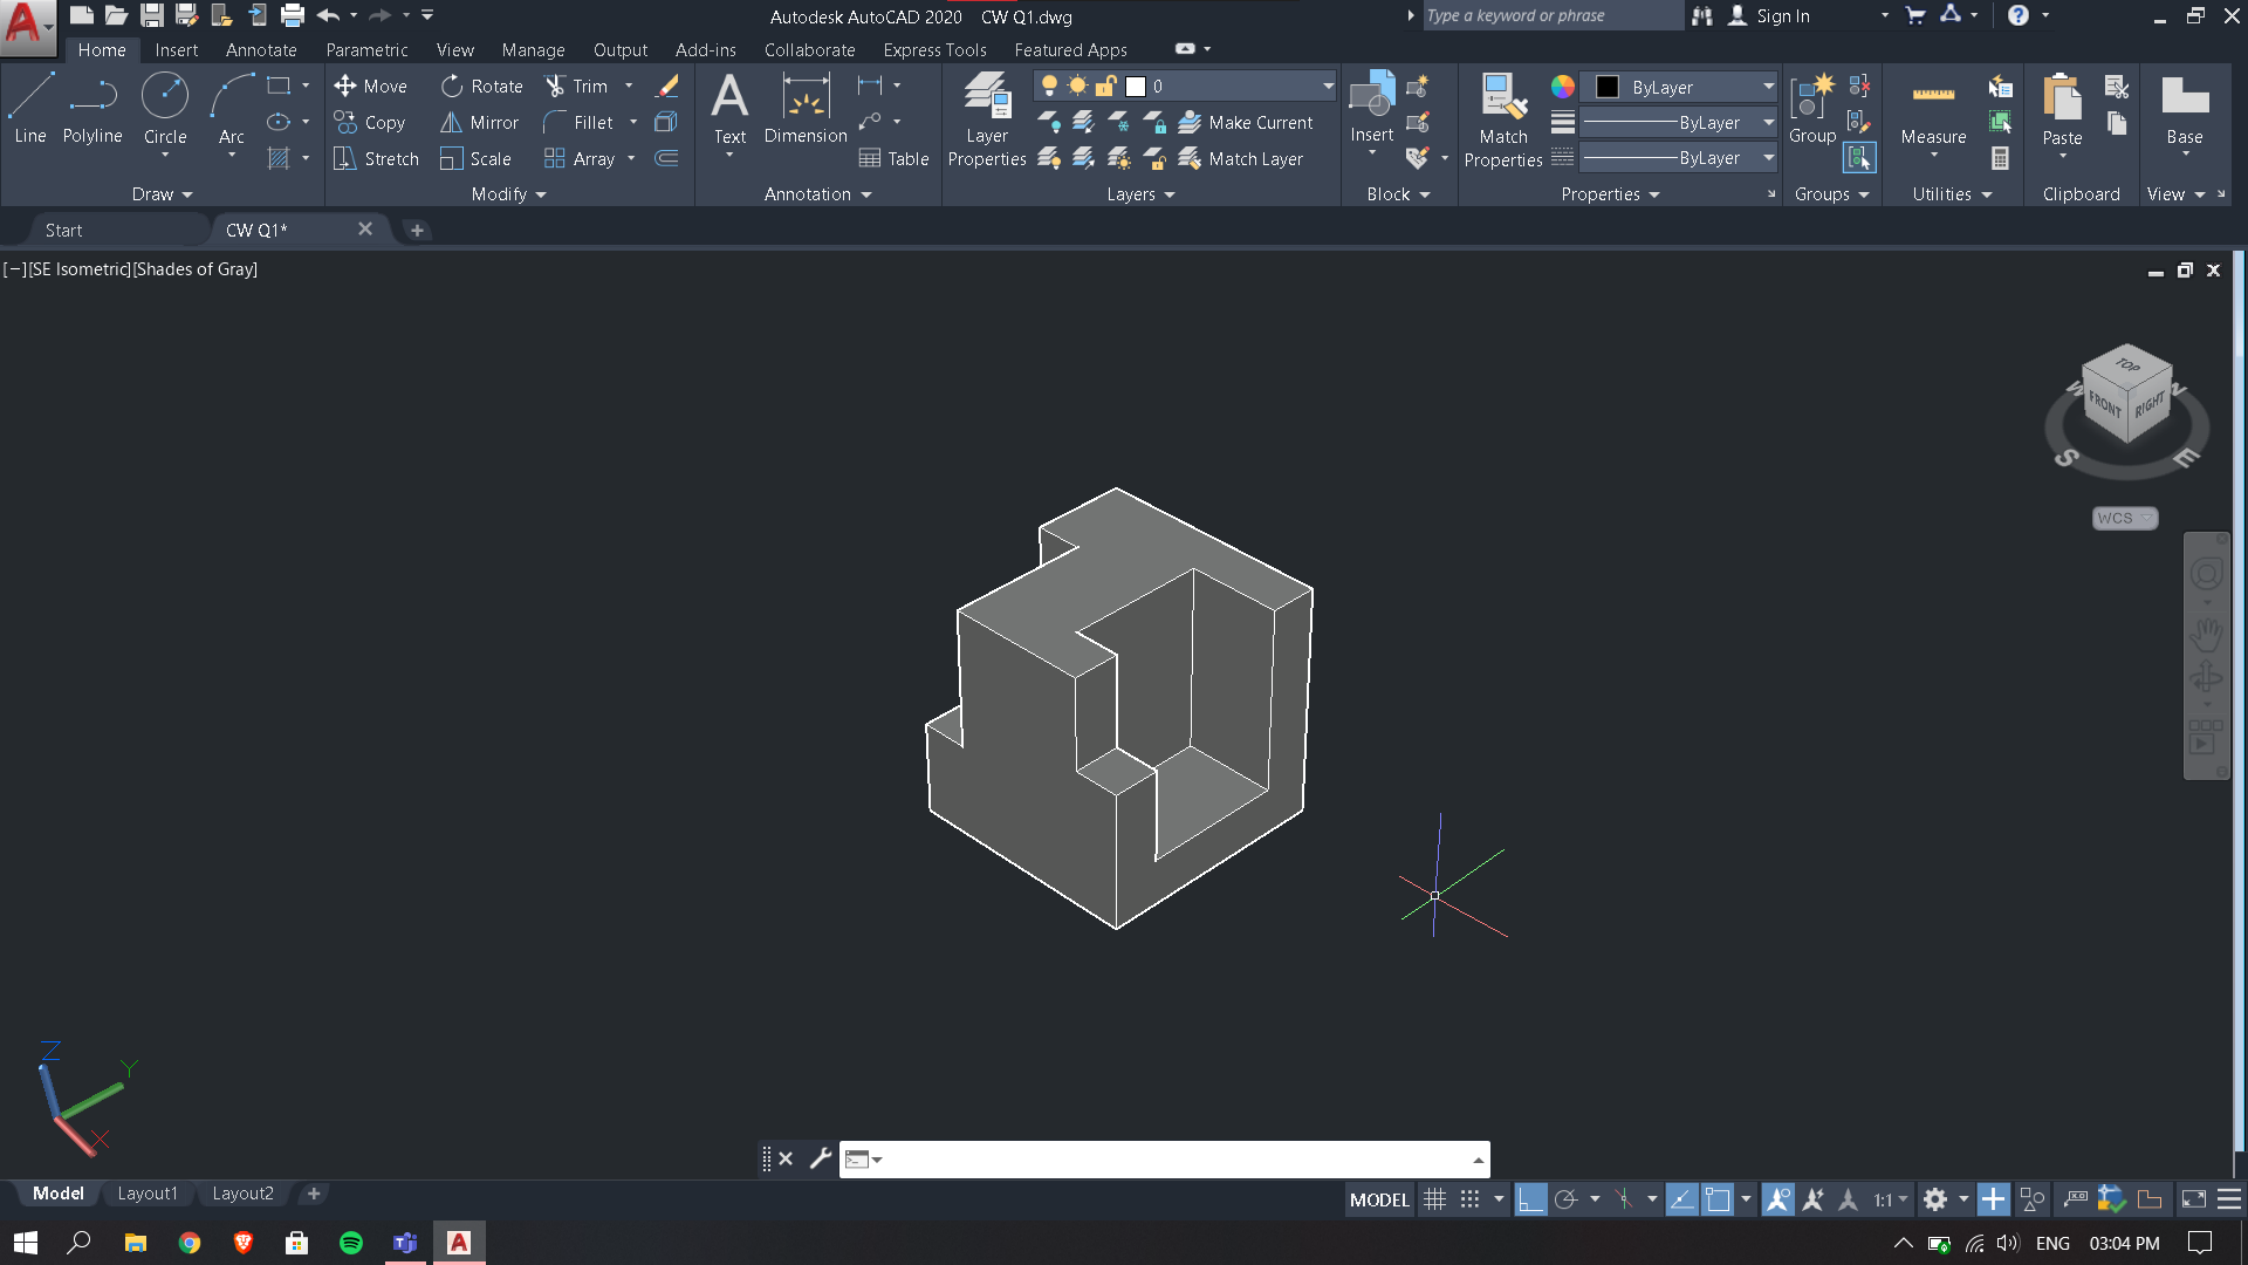 Autodesk AutoCAD 2020 CW Q1.dwg
Type a keyword or phrase
Sign In
Home Insert Annotate Parametric View Manage Output Add-ins Collaborate Express Tools Featured Apps
Line Polyline Circle Arc
Move Rotate Trim
Copy Mirror Fillet
Stretch Scale Array
Text Dimension
Table
Layer Properties
0
Make Current
Match Layer
Insert
Match Properties
ByLayer
ByLayer
ByLayer
Group
Measure
Paste
Base
Draw Modify Annotation Layers Block Properties Groups Utilities Clipboard View
Start CW Q1*
[−][SE Isometric][Shades of Gray]
TOP
FRONT RIGHT
W N
S E
WCS
Z
Y
X
Model Layout1 Layout2
MODEL
1:1
ENG 03:04 PM